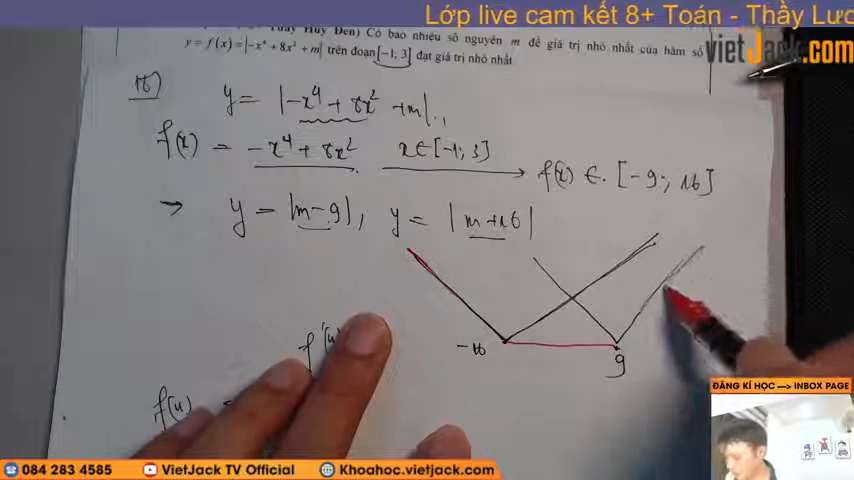 Lớp live cam kết 8+ Toán - Thầy Lưc
Có bao nhiêu số nguyên m để giá trị nhỏ nhất của hàm số
y = f(x) = |-x⁴ + 8x² + m| trên đoạn [-1; 3] đạt giá trị nhỏ nhất
vietJack.com
y = |-x⁴ + 8x² + m|
f(x) = -x⁴ + 8x² x ∈ [-1; 3] → f(x) ∈ [-9; 16]
→ y = |m-9|, y = |m+16|
-16
9
f'(u)
f(u) =
ĐĂNG KÍ HỌC ---> INBOX PAGE
084 283 4585 VietJack TV Official Khoahoc.vietjack.com